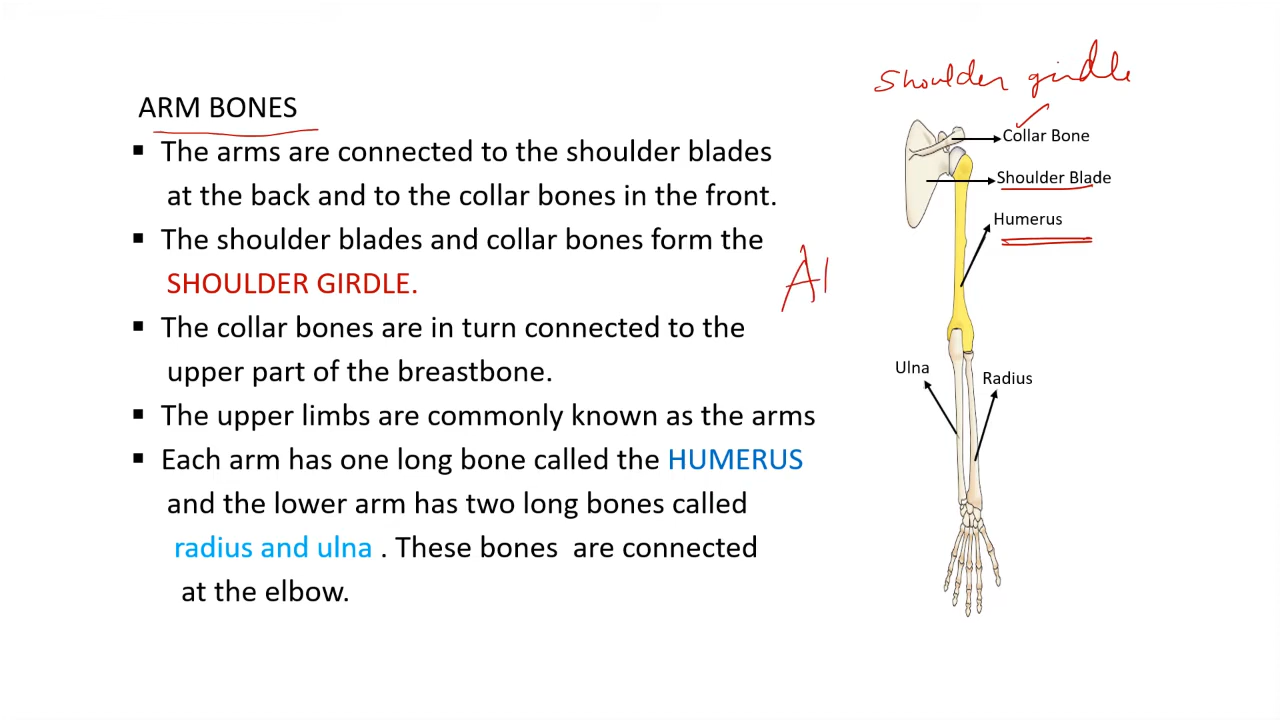 Shoulder girdle
ARM BONES
▪ The arms are connected to the shoulder blades
at the back and to the collar bones in the front.
▪ The shoulder blades and collar bones form the
SHOULDER GIRDLE.
▪ The collar bones are in turn connected to the
upper part of the breastbone.
▪ The upper limbs are commonly known as the arms
▪ Each arm has one long bone called the HUMERUS
and the lower arm has two long bones called
radius and ulna . These bones are connected
at the elbow.
Collar Bone
Shoulder Blade
Humerus
Ulna
Radius